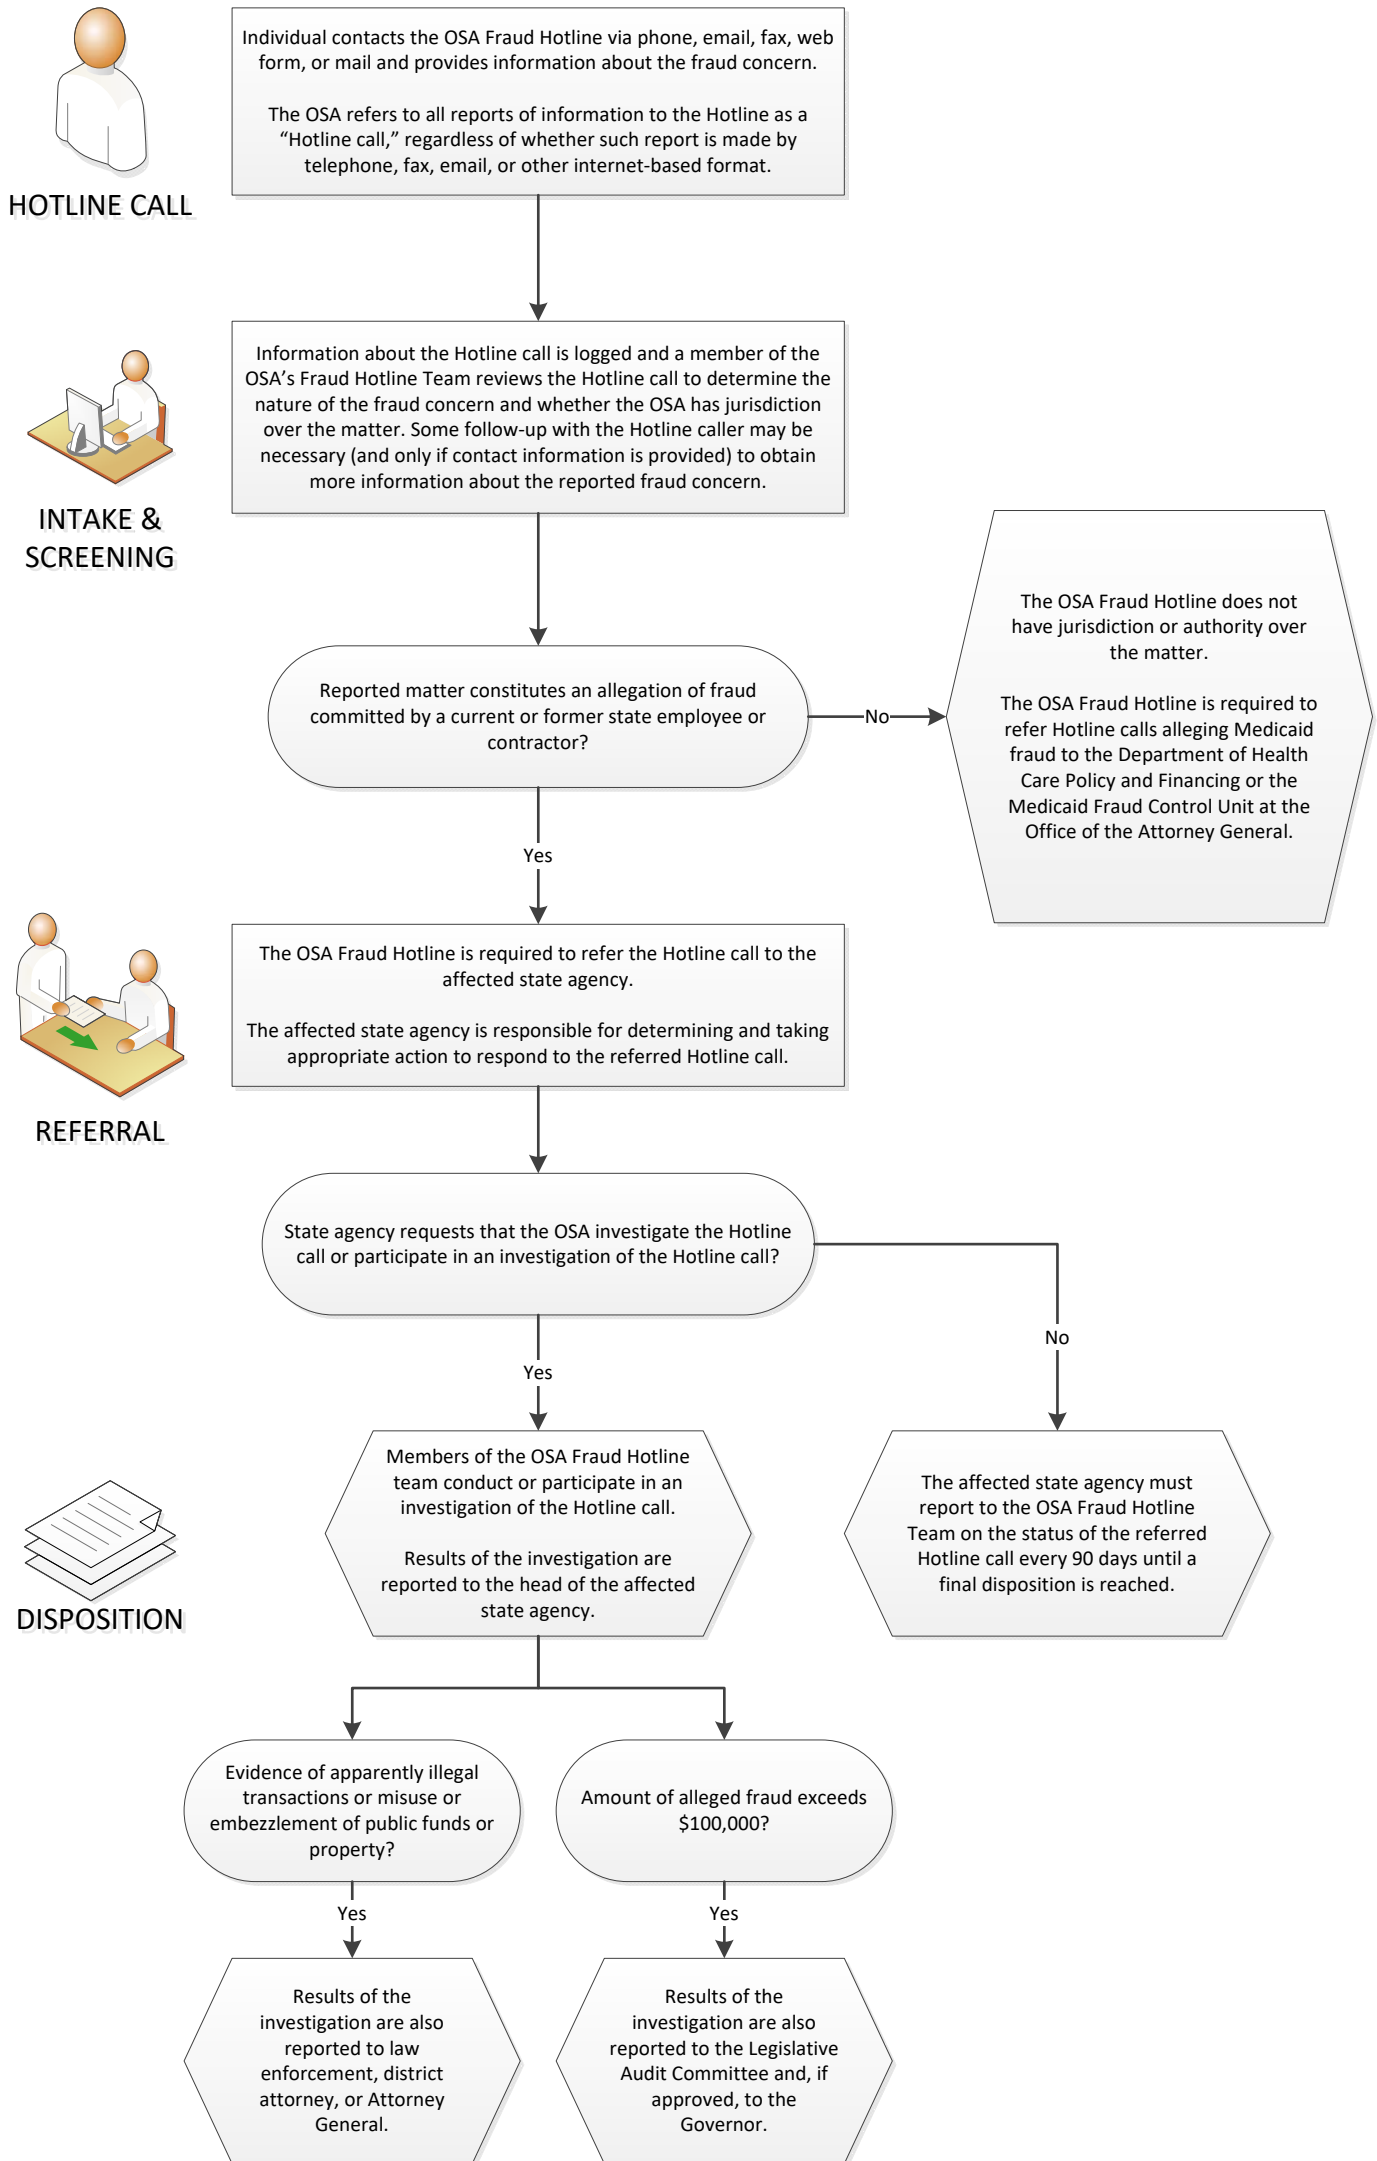 Individual contacts the OSA Fraud Hotline via phone, email, fax, web
form, or mail and provides information about the fraud concern.
The OSA refers to all reports of information to the Hotline as a
“Hotline call,” regardless of whether such report is made by
telephone, fax, email, or other internet-based format.
HOTLINE CALL
Information about the Hotline call is logged and a member of the
OSA’s Fraud Hotline Team reviews the Hotline call to determine the
nature of the fraud concern and whether the OSA has jurisdiction
over the matter. Some follow-up with the Hotline caller may be
necessary (and only if contact information is provided) to obtain
more information about the reported fraud concern.
INTAKE &
SCREENING
Reported matter constitutes an allegation of fraud
committed by a current or former state employee or
contractor?
No
The OSA Fraud Hotline does not
have jurisdiction or authority over
the matter.
The OSA Fraud Hotline is required to
refer Hotline calls alleging Medicaid
fraud to the Department of Health
Care Policy and Financing or the
Medicaid Fraud Control Unit at the
Office of the Attorney General.
Yes
The OSA Fraud Hotline is required to refer the Hotline call to the
affected state agency.
The affected state agency is responsible for determining and taking
appropriate action to respond to the referred Hotline call.
REFERRAL
State agency requests that the OSA investigate the Hotline
call or participate in an investigation of the Hotline call?
No
Yes
Members of the OSA Fraud Hotline
team conduct or participate in an
investigation of the Hotline call.
Results of the investigation are
reported to the head of the affected
state agency.
The affected state agency must
report to the OSA Fraud Hotline
Team on the status of the referred
Hotline call every 90 days until a
final disposition is reached.
DISPOSITION
Evidence of apparently illegal
transactions or misuse or
embezzlement of public funds or
property?
Amount of alleged fraud exceeds
$100,000?
Yes
Yes
Results of the
investigation are also
reported to law
enforcement, district
attorney, or Attorney
General.
Results of the
investigation are also
reported to the Legislative
Audit Committee and, if
approved, to the
Governor.